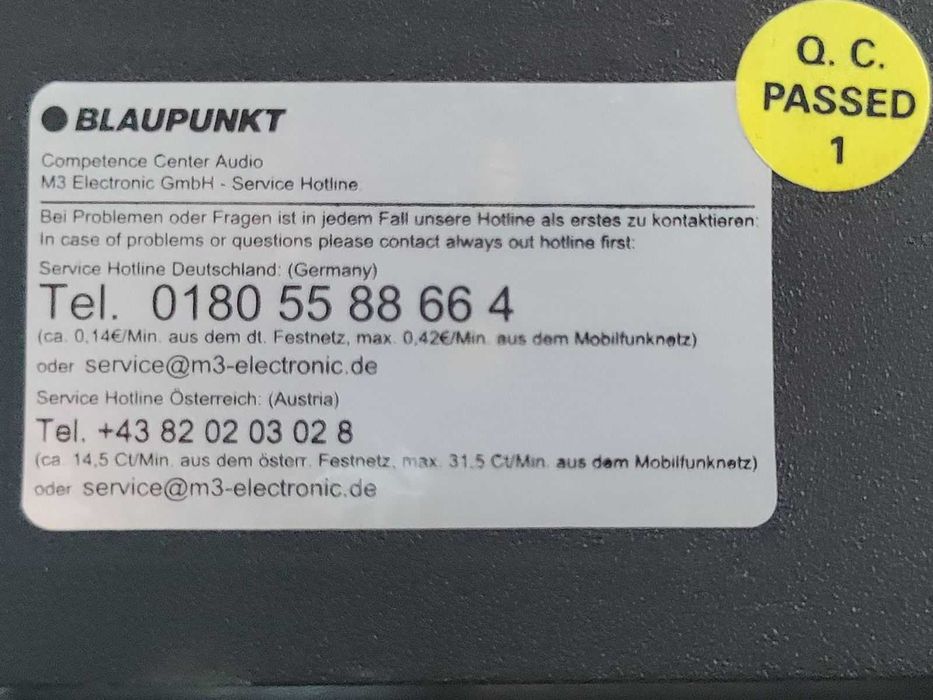 BLAUPUNKT
Competence Center Audio
M3 Electronic GmbH - Service Hotline
Bei Problemen oder Fragen ist in jedem Fall unsere Hotline als erstes zu kontaktieren:
In case of problems or questions please contact always out hotline first:
Service Hotline Deutschland: (Germany)
Tel. 0180 55 88 66 4
(ca. 0,14€/Min. aus dem dt. Festnetz, max. 0,42€/Min. aus dem Mobilfunknetz)
oder service@m3-electronic.de
Service Hotline Österreich: (Austria)
Tel. +43 82 02 03 02 8
(ca. 14,5 Ct/Min. aus dem österr. Festnetz, max. 31,5 Ct/Min. aus dem Mobilfunknetz)
oder service@m3-electronic.de
Q. C.
PASSED
1